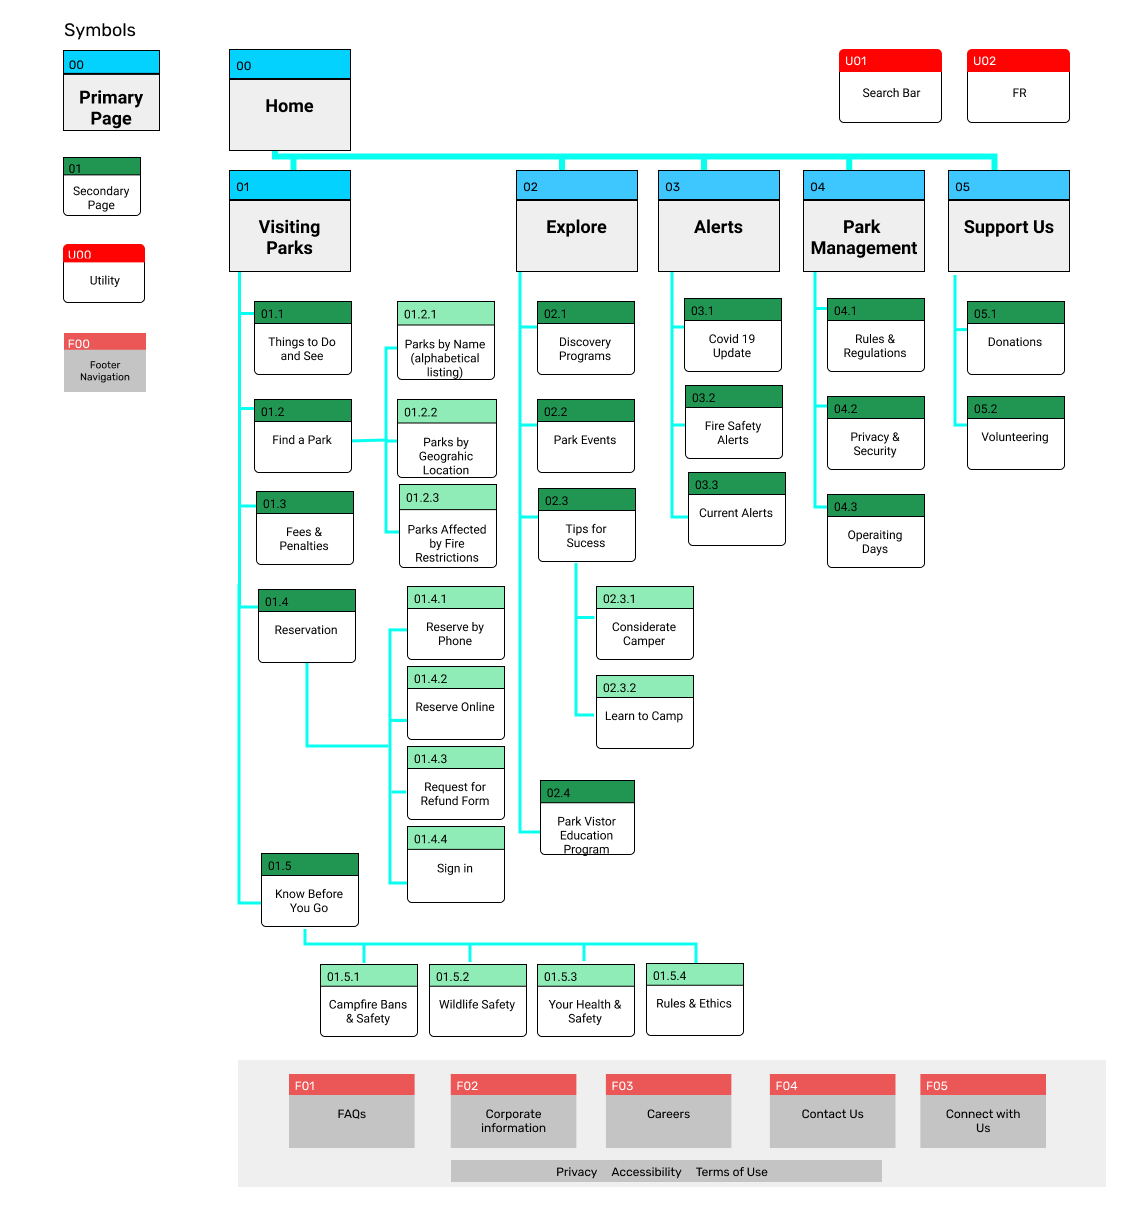 Symbols
00
Primary
Page
01
Secondary
Page
U00
Utility
F00
Footer
Navigation
00
Home
U01
Search Bar
U02
FR
01
Visiting
Parks
02
Explore
03
Alerts
04
Park
Management
05
Support Us
01.1
Things to Do
and See
01.2
Find a Park
01.2.1
Parks by Name
(alphabetical
listing)
01.2.2
Parks by
Geograhic
Location
01.2.3
Parks Affected
by Fire
Restrictions
01.3
Fees &
Penalties
01.4
Reservation
01.4.1
Reserve by
Phone
01.4.2
Reserve Online
01.4.3
Request for
Refund Form
01.4.4
Sign in
01.5
Know Before
You Go
01.5.1
Campfire Bans
& Safety
01.5.2
Wildlife Safety
01.5.3
Your Health &
Safety
01.5.4
Rules & Ethics
02.1
Discovery
Programs
02.2
Park Events
02.3
Tips for
Sucess
02.3.1
Considerate
Camper
02.3.2
Learn to Camp
02.4
Park Vistor
Education
Program
03.1
Covid 19
Update
03.2
Fire Safety
Alerts
03.3
Current Alerts
04.1
Rules &
Regulations
04.2
Privacy &
Security
04.3
Operaiting
Days
05.1
Donations
05.2
Volunteering
F01
FAQs
F02
Corporate
information
F03
Careers
F04
Contact Us
F05
Connect with
Us
Privacy Accessibility Terms of Use